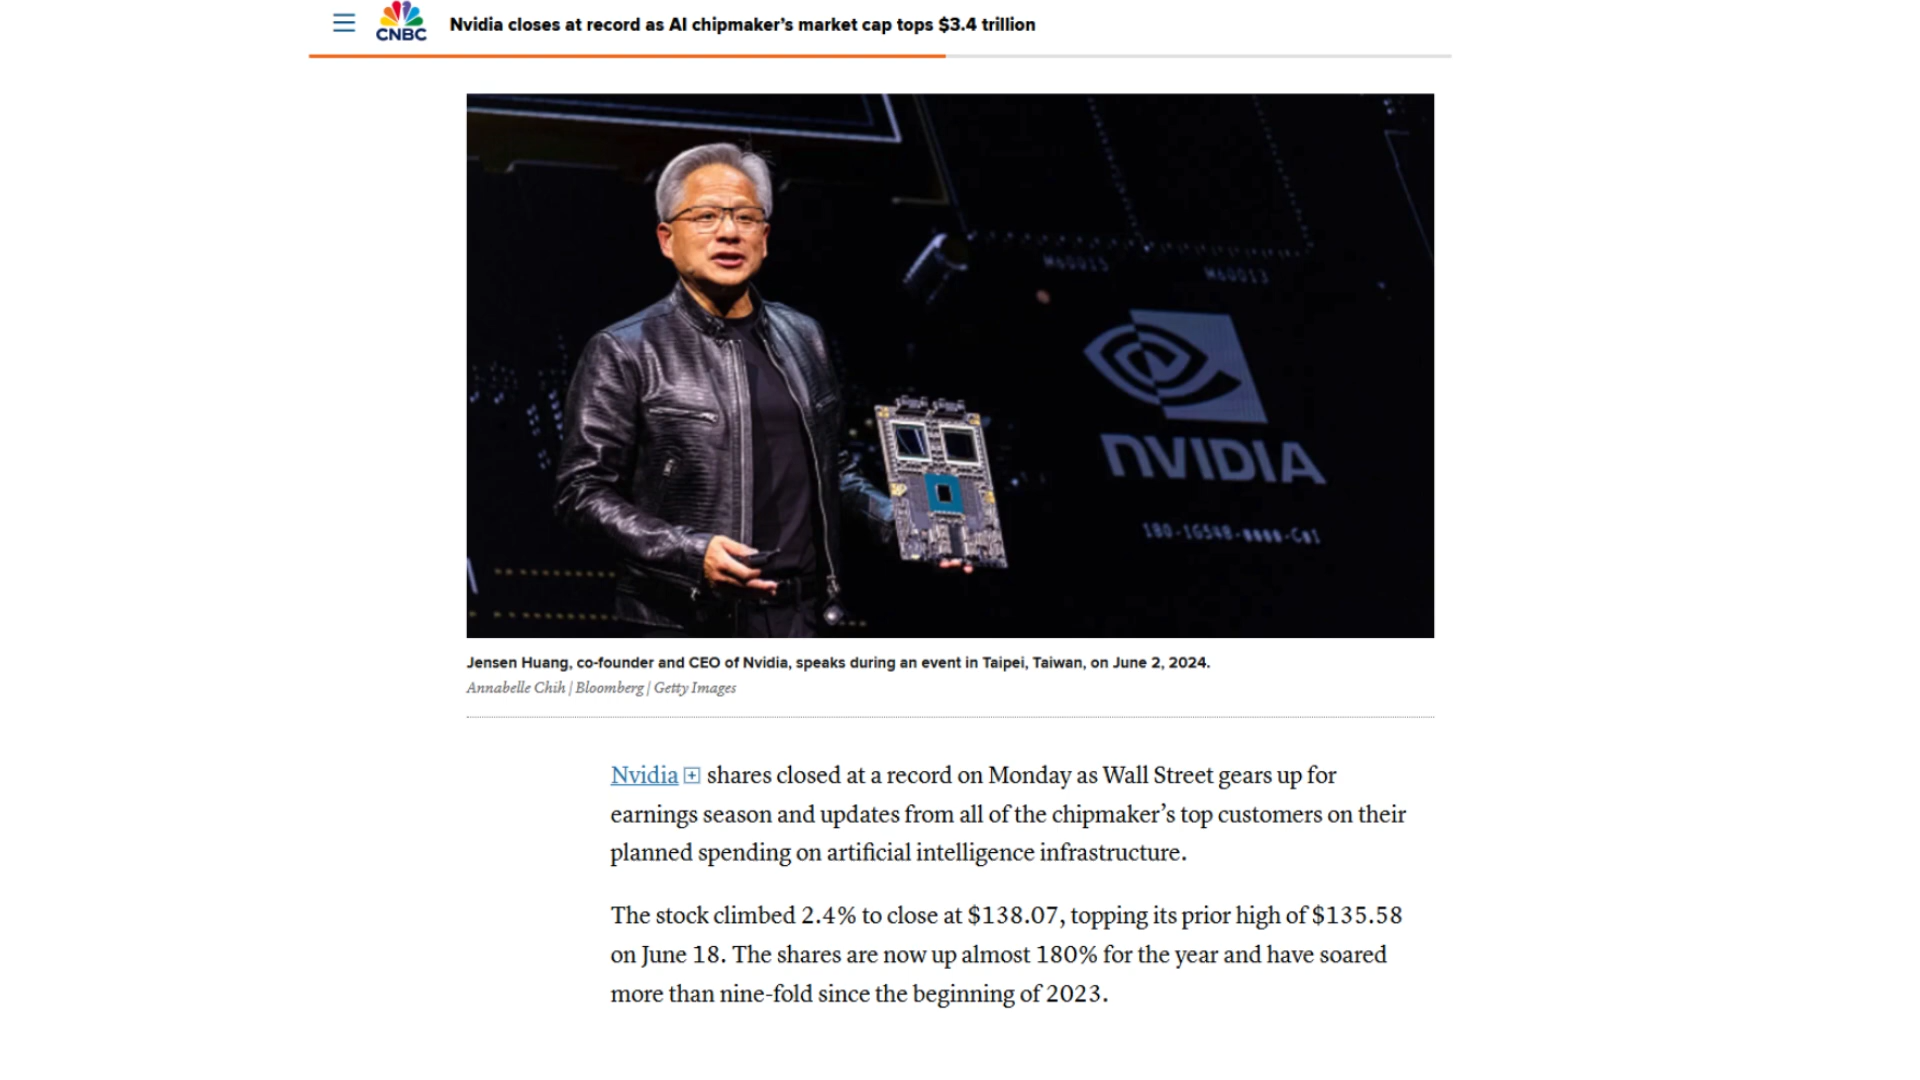 CNBC
Nvidia closes at record as AI chipmaker’s market cap tops $3.4 trillion
M60015
M60013
NVIDIA
Jensen Huang, co-founder and CEO of Nvidia, speaks during an event in Taipei, Taiwan, on June 2, 2024.
Annabelle Chih | Bloomberg | Getty Images
Nvidia shares closed at a record on Monday as Wall Street gears up for
earnings season and updates from all of the chipmaker’s top customers on their
planned spending on artificial intelligence infrastructure.
The stock climbed 2.4% to close at $138.07, topping its prior high of $135.58
on June 18. The shares are now up almost 180% for the year and have soared
more than nine-fold since the beginning of 2023.